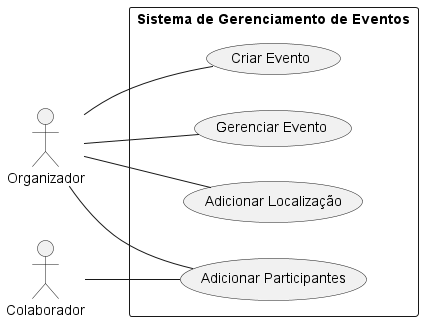 Sistema de Gerenciamento de Eventos
Criar Evento
Gerenciar Evento
Organizador
Adicionar Localização
Adicionar Participantes
Colaborador